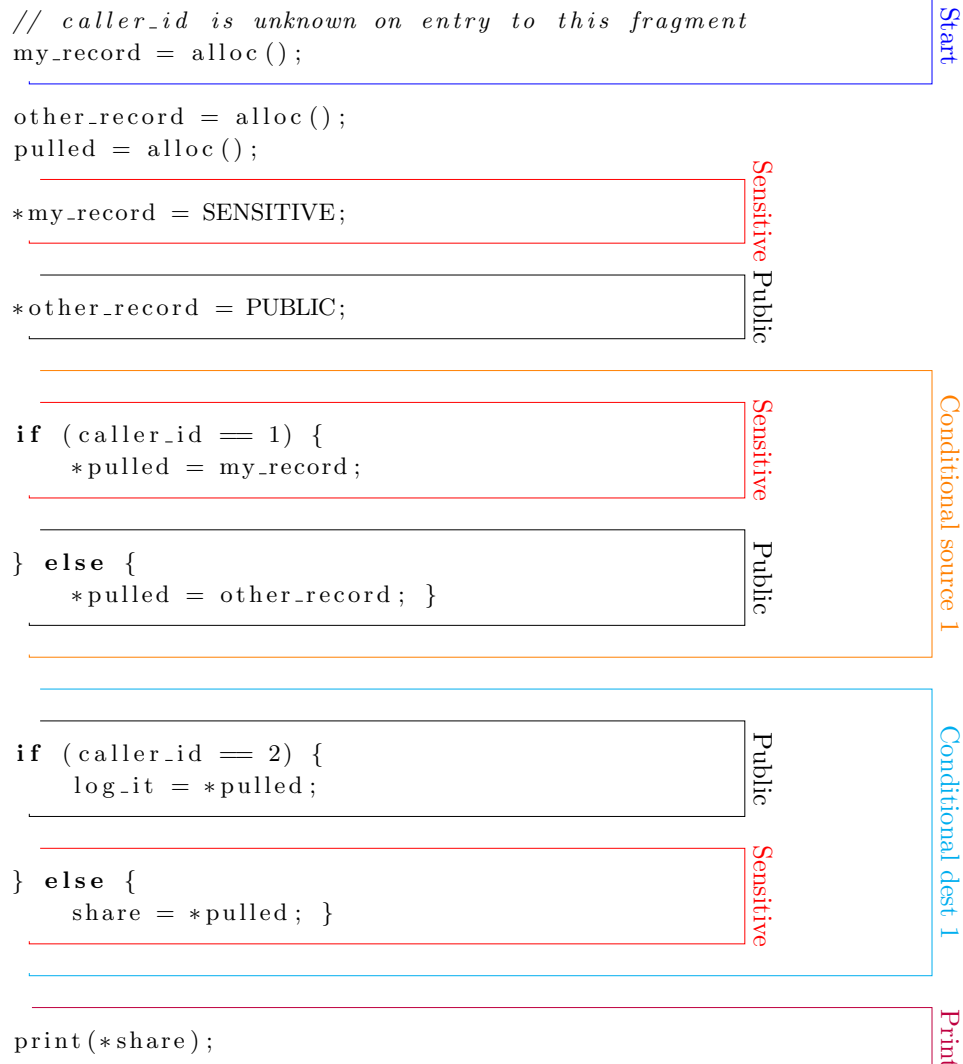 // caller_id is unknown on entry to this fragment
my_record = alloc();
Start
other_record = alloc();
pulled = alloc();
*my_record = SENSITIVE;
Sensitive
*other_record = PUBLIC;
Public
Conditional source 1
if (caller_id == 1) {
*pulled = my_record;
Sensitive
} else {
*pulled = other_record; }
Public
Conditional dest 1
if (caller_id == 2) {
log_it = *pulled;
Public
} else {
share = *pulled; }
Sensitive
print(*share);
Print